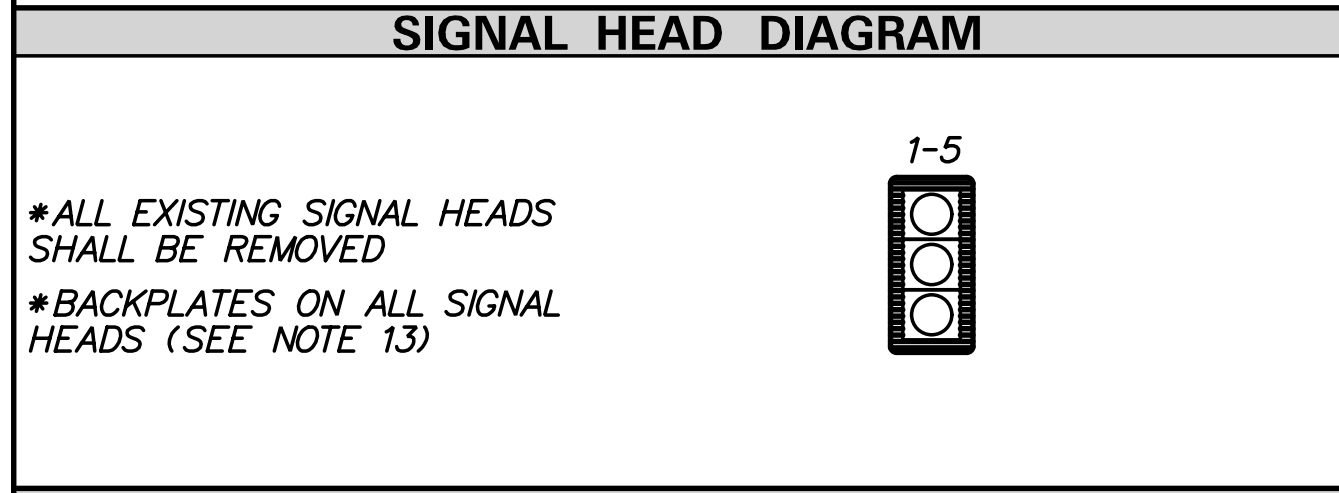 SIGNAL HEAD DIAGRAM
1-5
*ALL EXISTING SIGNAL HEADS
SHALL BE REMOVED
*BACKPLATES ON ALL SIGNAL
HEADS (SEE NOTE 13)